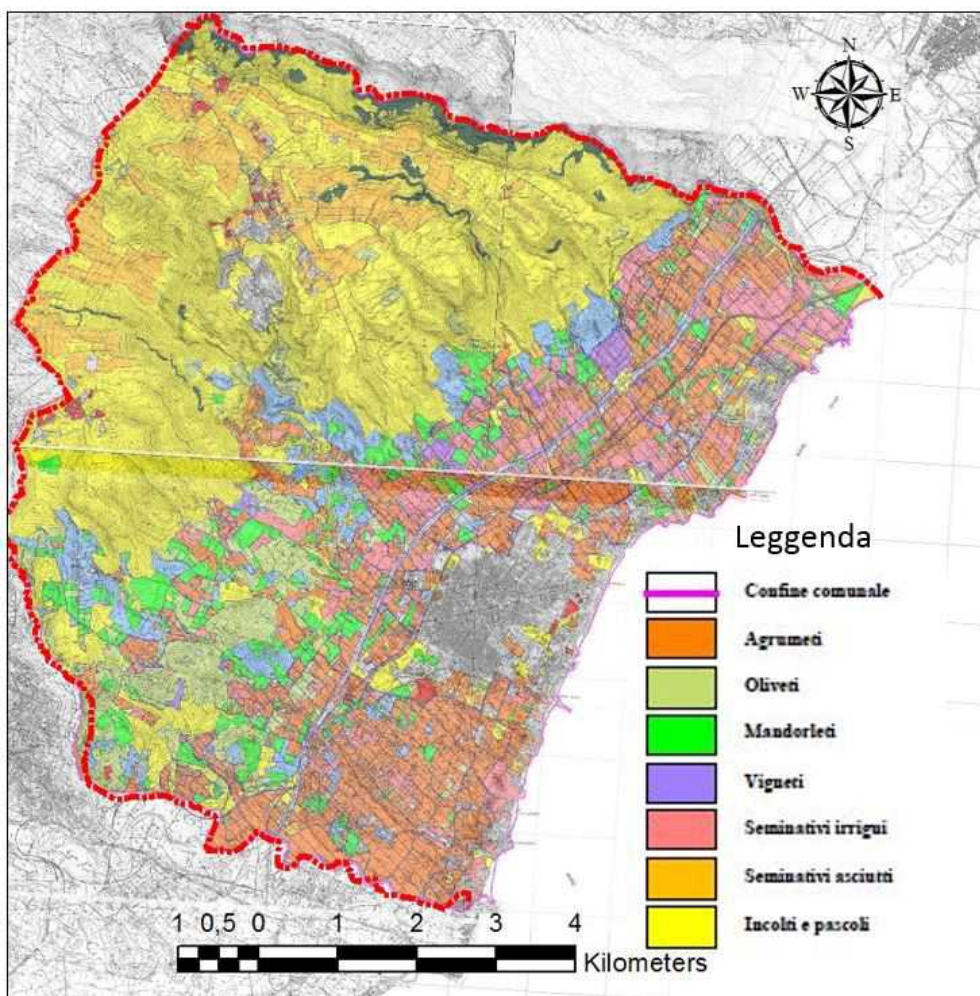 N
W E
S
Leggenda
Confine comunale
Agrumeti
Oliveti
Mandorleti
Vigneti
Seminativi irrigui
Seminativi asciutti
Incolti e pascoli
1 0,5 0 1 2 3 4
Kilometers